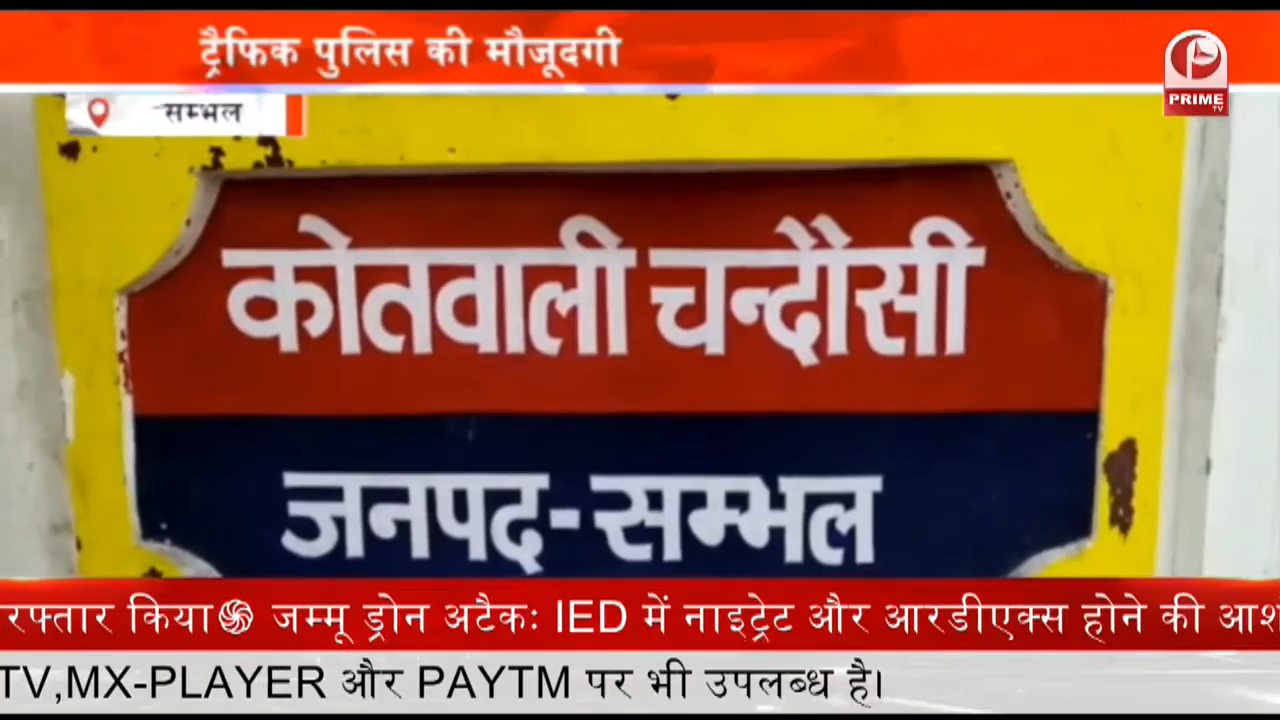 ट्रैफिक पुलिस की मौजूदगी
PRIME
TV
सम्भल
कोतवाली चन्दौसी
जनपद-सम्भल
रफ्तार किया जम्मू ड्रोन अटैकः IED में नाइट्रेट और आरडीएक्स होने की आश
TV,MX-PLAYER और PAYTM पर भी उपलब्ध है।